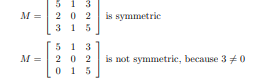 5 1 3
M = 2 0 2 is symmetric
3 1 5
5 1 3
M = 2 0 2 is not symmetric, because 3 ≠ 0
0 1 5